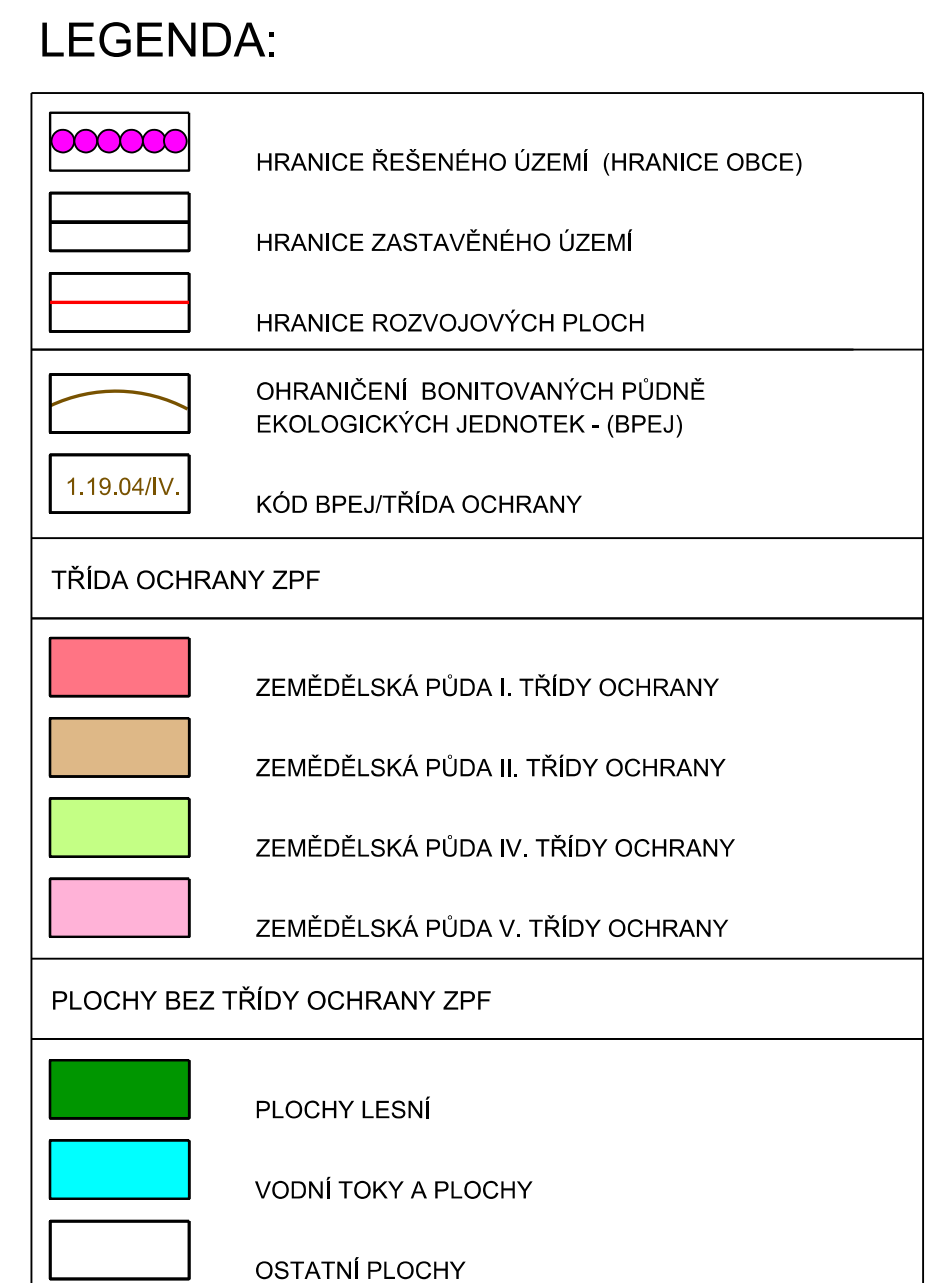 LEGENDA:
HRANICE ŘEŠENÉHO ÚZEMÍ (HRANICE OBCE)
HRANICE ZASTAVĚNÉHO ÚZEMÍ
HRANICE ROZVOJOVÝCH PLOCH
OHRANIČENÍ BONITOVANÝCH PŮDNĚ
EKOLOGICKÝCH JEDNOTEK - (BPEJ)
1.19.04/IV.
KÓD BPEJ/TŘÍDA OCHRANY
TŘÍDA OCHRANY ZPF
ZEMĚDĚLSKÁ PŮDA I. TŘÍDY OCHRANY
ZEMĚDĚLSKÁ PŮDA II. TŘÍDY OCHRANY
ZEMĚDĚLSKÁ PŮDA IV. TŘÍDY OCHRANY
ZEMĚDĚLSKÁ PŮDA V. TŘÍDY OCHRANY
PLOCHY BEZ TŘÍDY OCHRANY ZPF
PLOCHY LESNÍ
VODNÍ TOKY A PLOCHY
OSTATNÍ PLOCHY